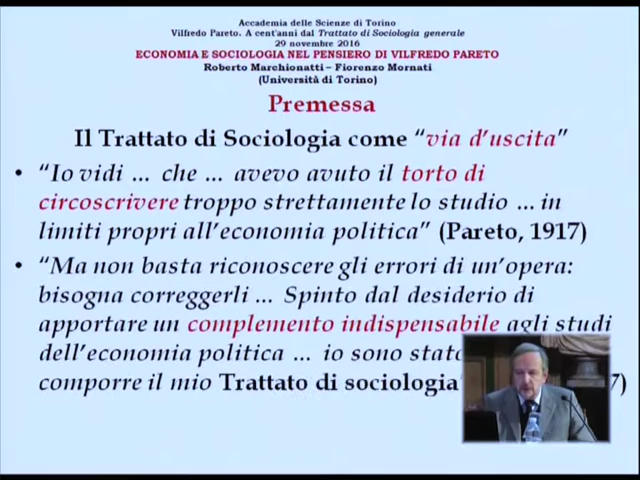 Accademia delle Scienze di Torino
Vilfredo Pareto. A cent'anni dal Trattato di Sociologia generale
29 novembre 2016
ECONOMIA E SOCIOLOGIA NEL PENSIERO DI VILFREDO PARETO
Roberto Marchionatti – Fiorenzo Mornati
(Università di Torino)
Premessa
Il Trattato di Sociologia come “via d’uscita”
• “Io vidi … che … avevo avuto il torto di
circoscrivere troppo strettamente lo studio … in
limiti propri all’economia politica” (Pareto, 1917)
• “Ma non basta riconoscere gli errori di un’opera:
bisogna correggerli … Spinto dal desiderio di
apportare un complemento indispensabile agli studi
dell’economia politica … io sono stato
comporre il mio Trattato di sociologia 7)